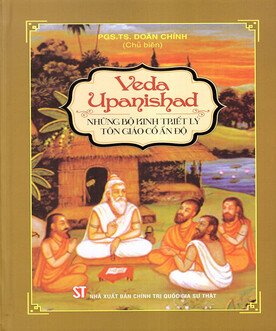 PGS.TS. DOÃN CHÍNH
(Chủ biên)
Veda
Upanishad
NHỮNG BỘ KINH TRIẾT LÝ
TÔN GIÁO CỔ ẤN ĐỘ
ST NHÀ XUẤT BẢN CHÍNH TRỊ QUỐC GIA SỰ THẬT